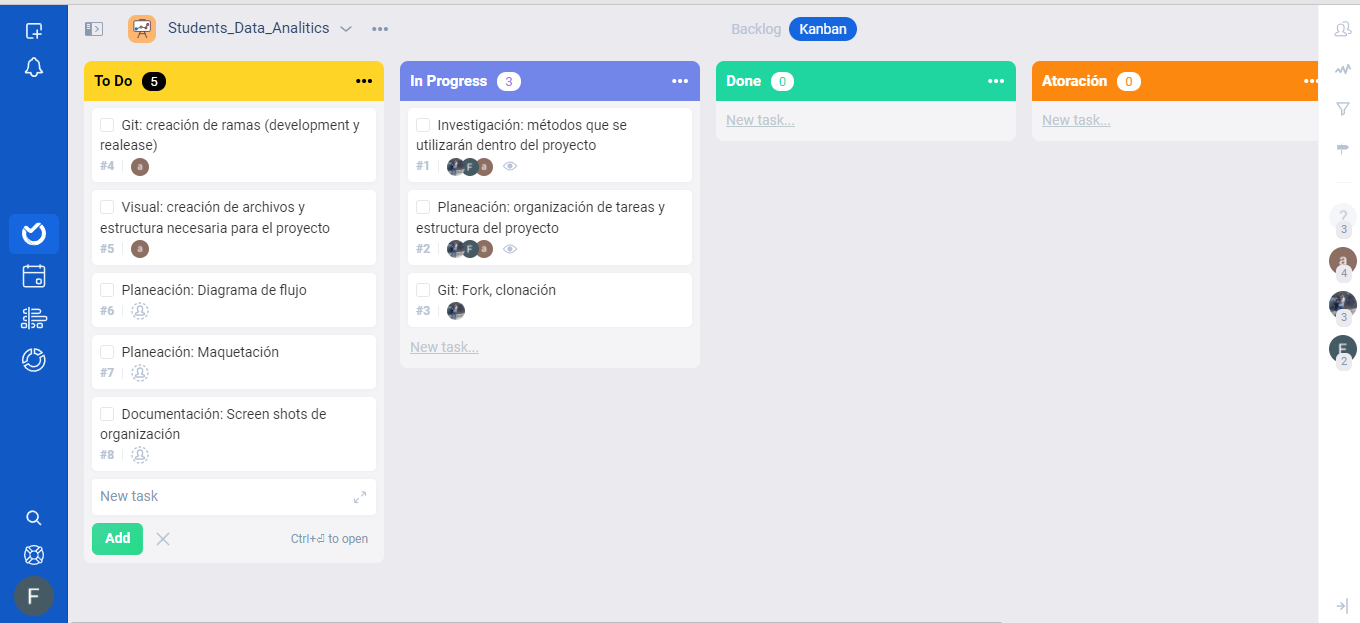 Students_Data_Analitics
Backlog Kanban
To Do 5
Git: creación de ramas (development y
realease)
#4 a
Visual: creación de archivos y
estructura necesaria para el proyecto
#5 a
Planeación: Diagrama de flujo
#6
Planeación: Maquetación
#7
Documentación: Screen shots de
organización
#8
New task
Add Ctrl+⏎ to open
In Progress 3
Investigación: métodos que se
utilizarán dentro del proyecto
#1 F a
Planeación: organización de tareas y
estructura del proyecto
#2 F a
Git: Fork, clonación
#3
New task...
Done 0
New task...
Atoración 0
New task...
?
3
a
4
3
F
2
F